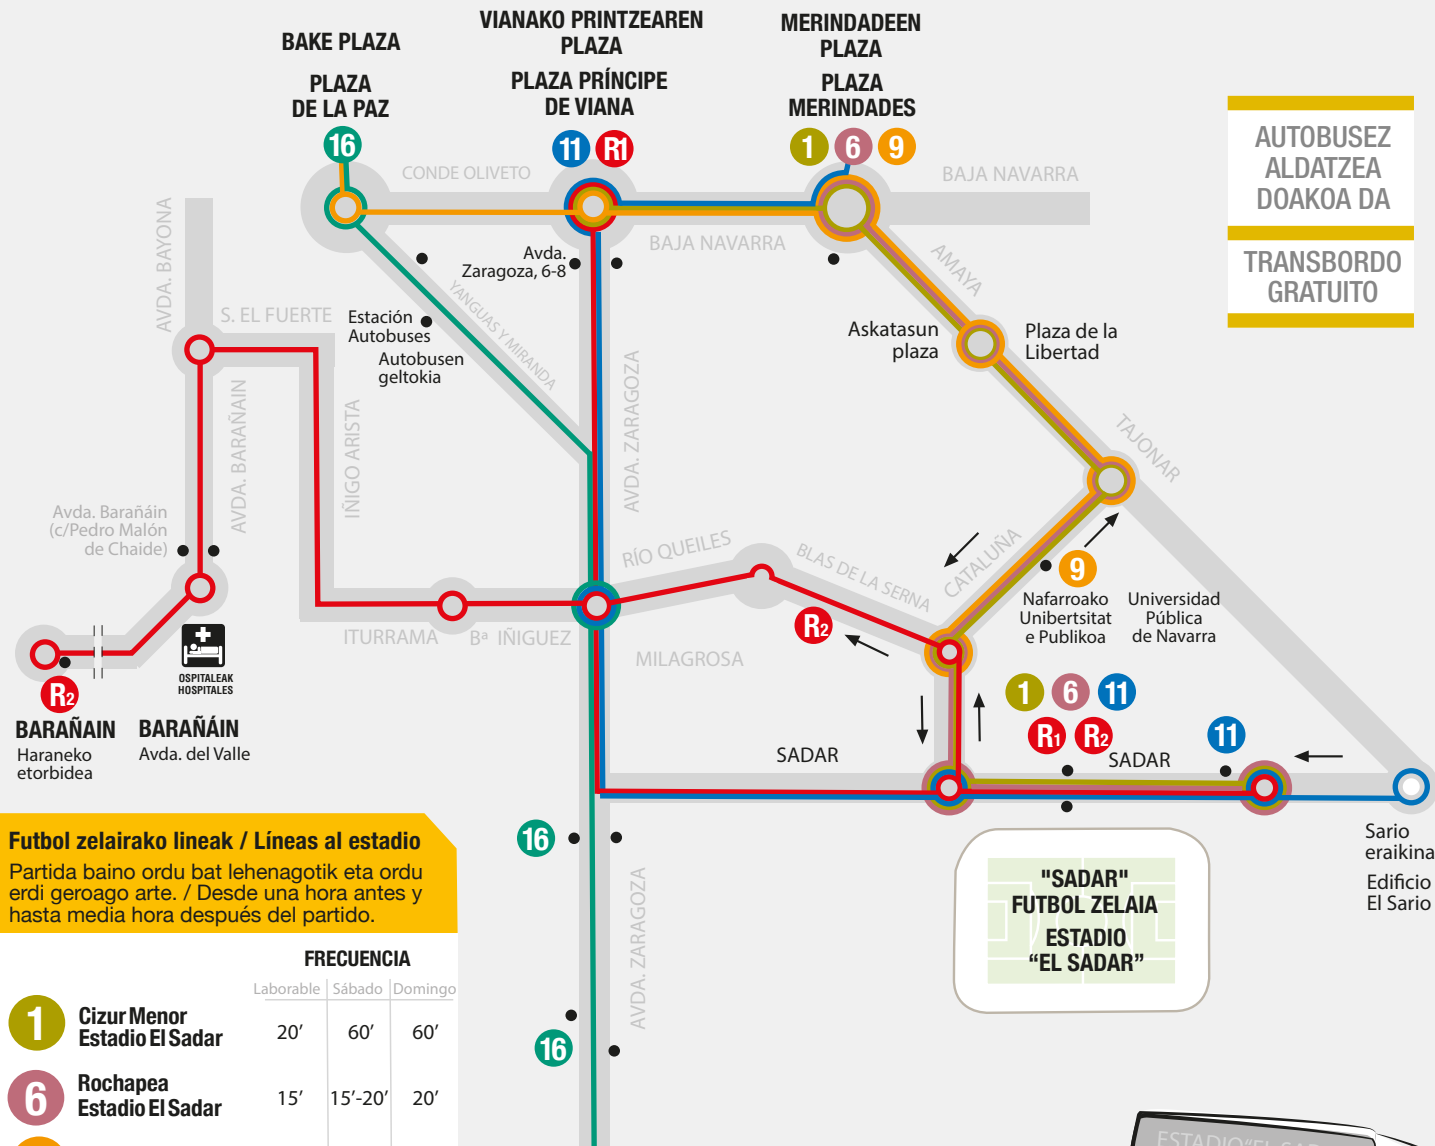 BAKE PLAZA
PLAZA
DE LA PAZ
16
VIANAKO PRINTZEAREN
PLAZA
PLAZA PRÍNCIPE
DE VIANA
11 R1
MERINDADEEN
PLAZA
PLAZA
MERINDADES
1 6 9
AUTOBUSEZ
ALDATZEA
DOAKOA DA
TRANSBORDO
GRATUITO
CONDE OLIVETO
BAJA NAVARRA
BAJA NAVARRA
AVDA. BAYONA
S. EL FUERTE
Avda.
Zaragoza, 6-8
YANGUAS Y MIRANDA
Estación
Autobuses
Autobusen
geltokia
AMAYA
Askatasun
plaza
Plaza de la
Libertad
AVDA. BARAÑAIN
IÑIGO ARISTA
AVDA. ZARAGOZA
TAJONAR
Avda. Barañáin
(c/Pedro Malón
de Chaide)
RÍO QUEILES
BLAS DE LA SERNA
CATALUÑA
9
Nafarroako
Unibertsitat
e Publikoa
Universidad
Pública
de Navarra
ITURRAMA
Bª IÑIGUEZ
MILAGROSA
R2
OSPITALEAK
HOSPITALES
R2
BARAÑAIN
Haraneko
etorbidea
BARAÑÁIN
Avda. del Valle
1 6 11
R1 R2
11
SADAR
SADAR
Sario
eraikina
Edificio
El Sario
16
"SADAR"
FUTBOL ZELAIA
ESTADIO
“EL SADAR”
AVDA. ZARAGOZA
16
Futbol zelairako lineak / Líneas al estadio
Partida baino ordu bat lehenagotik eta ordu
erdi geroago arte. / Desde una hora antes y
hasta media hora después del partido.
FRECUENCIA
Laborable Sábado Domingo
1 Cizur Menor
Estadio El Sadar 20’ 60’ 60’
6 Rochapea
Estadio El Sadar 15’ 15’-20’ 20’